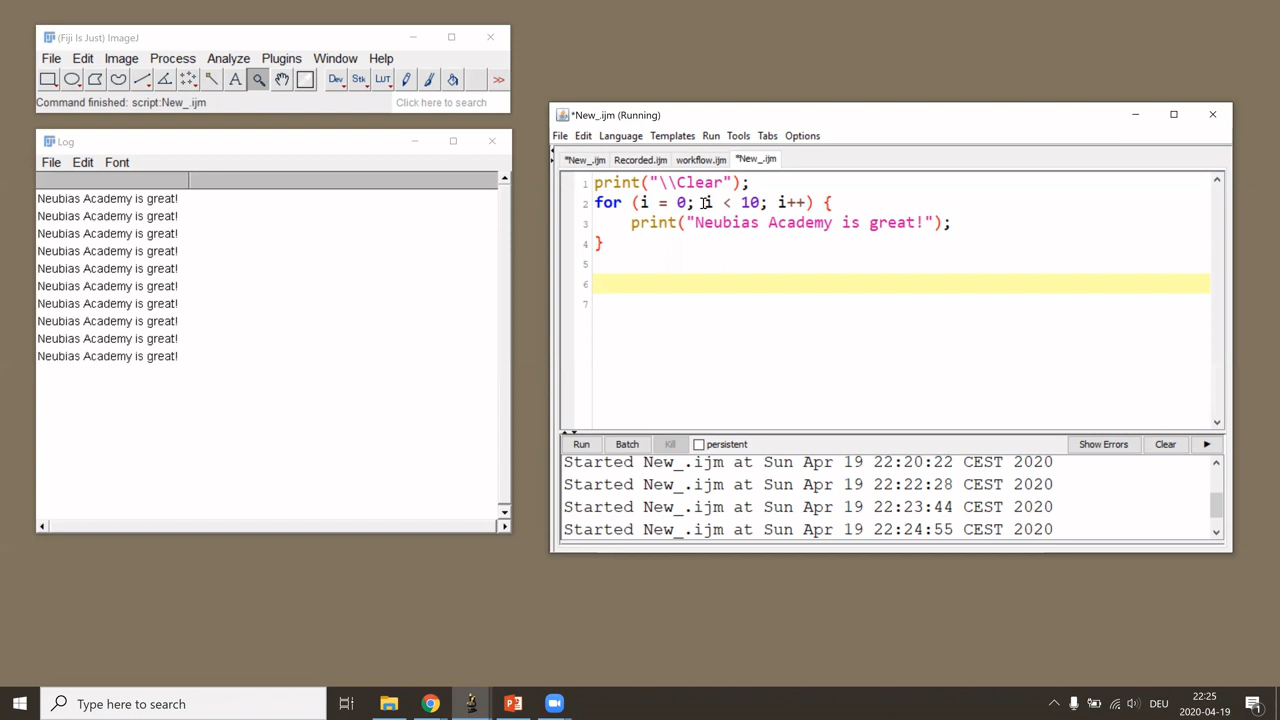 (Fiji Is Just) ImageJ
File Edit Image Process Analyze Plugins Window Help
Dev Stk LUT >>
Command finished: script:New_.ijm
Click here to search
Log
File Edit Font
Neubias Academy is great!
Neubias Academy is great!
Neubias Academy is great!
Neubias Academy is great!
Neubias Academy is great!
Neubias Academy is great!
Neubias Academy is great!
Neubias Academy is great!
Neubias Academy is great!
Neubias Academy is great!
*New_.ijm (Running)
File Edit Language Templates Run Tools Tabs Options
*New_.ijm Recorded.ijm workflow.ijm *New_.ijm
1 print("\\Clear");
2 for (i = 0; i < 10; i++) {
3 print("Neubias Academy is great!");
4 }
5
6
7
Run Batch Kill persistent Show Errors Clear
Started New_.ijm at Sun Apr 19 22:20:22 CEST 2020
Started New_.ijm at Sun Apr 19 22:22:28 CEST 2020
Started New_.ijm at Sun Apr 19 22:23:44 CEST 2020
Started New_.ijm at Sun Apr 19 22:24:55 CEST 2020
Type here to search
DEU
22:25
2020-04-19
1